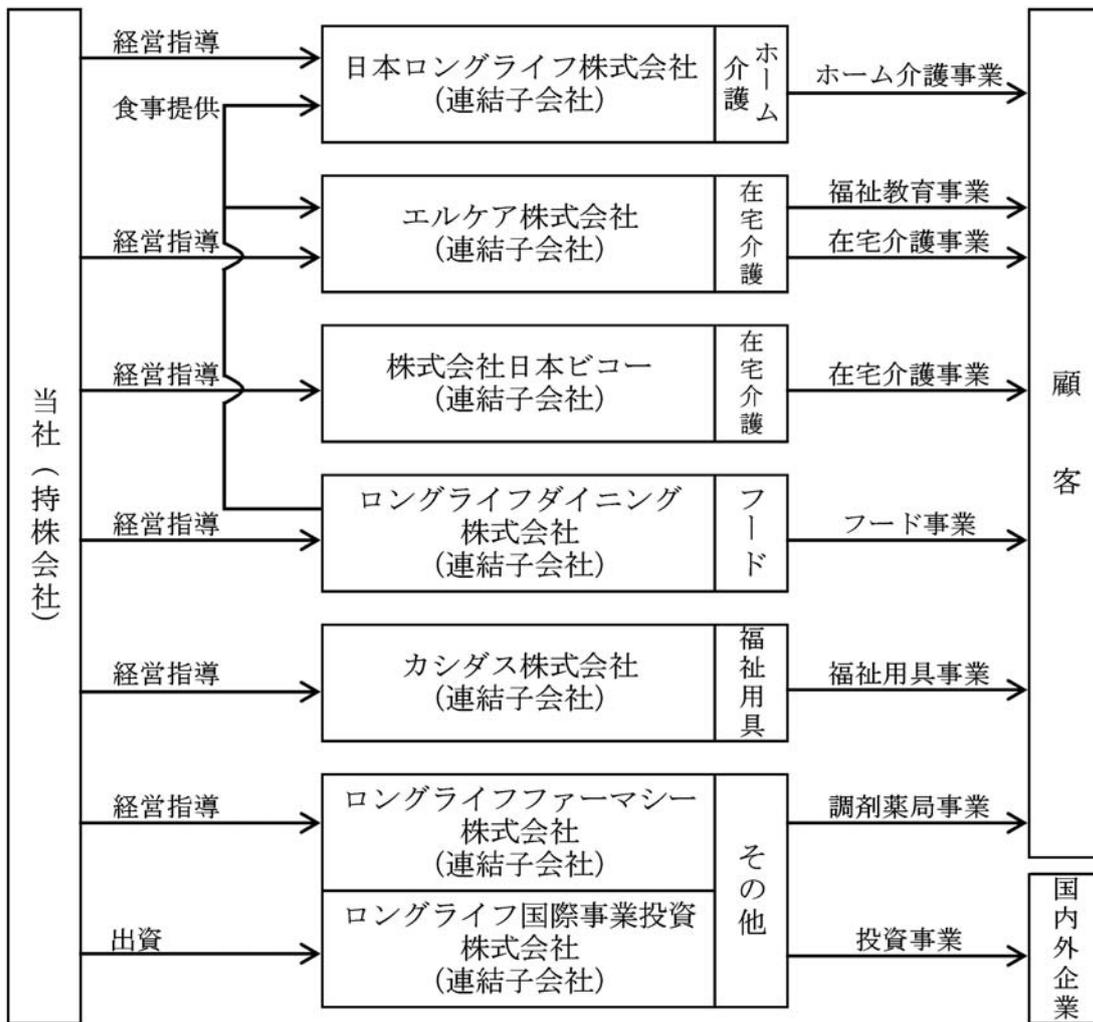 当社（持株会社）
経営指導
食事提供
日本ロングライフ株式会社
(連結子会社)
ホーム
介護
ホーム介護事業
経営指導
エルケア株式会社
(連結子会社)
在宅介護
福祉教育事業
在宅介護事業
経営指導
株式会社日本ビコー
(連結子会社)
在宅介護
在宅介護事業
経営指導
ロングライフダイニング
株式会社
(連結子会社)
フード
フード事業
経営指導
カシダス株式会社
(連結子会社)
福祉用具
福祉用具事業
経営指導
ロングライフファーマシー
株式会社
(連結子会社)
その他
調剤薬局事業
出資
ロングライフ国際事業投資
株式会社
(連結子会社)
投資事業
顧客
国内外企業